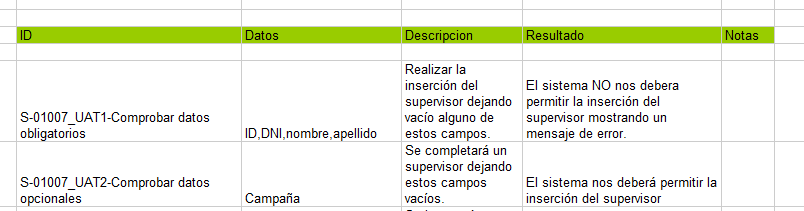 ID Datos Descripcion Resultado Notas
Realizar la
inserción del El sistema NO nos debera
supervisor dejando permitir la inserción del
S-01007_UAT1-Comprobar datos vacío alguno de supervisor mostrando un
obligatorios ID,DNI,nombre,apellido estos campos. mensaje de error.
Se completará un
supervisor dejando
S-01007_UAT2-Comprobar datos estos campos El sistema nos deberá permitir la
opcionales Campaña vacíos. inserción del supervisor